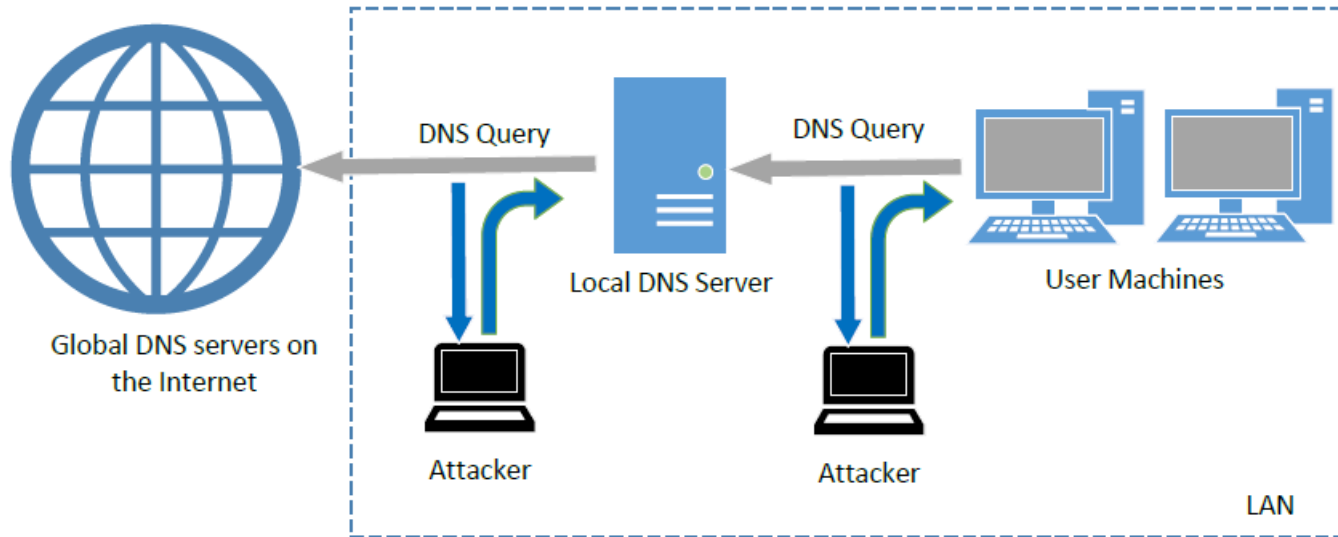 DNS Query
DNS Query
Local DNS Server
User Machines
Global DNS servers on
the Internet
Attacker
Attacker
LAN